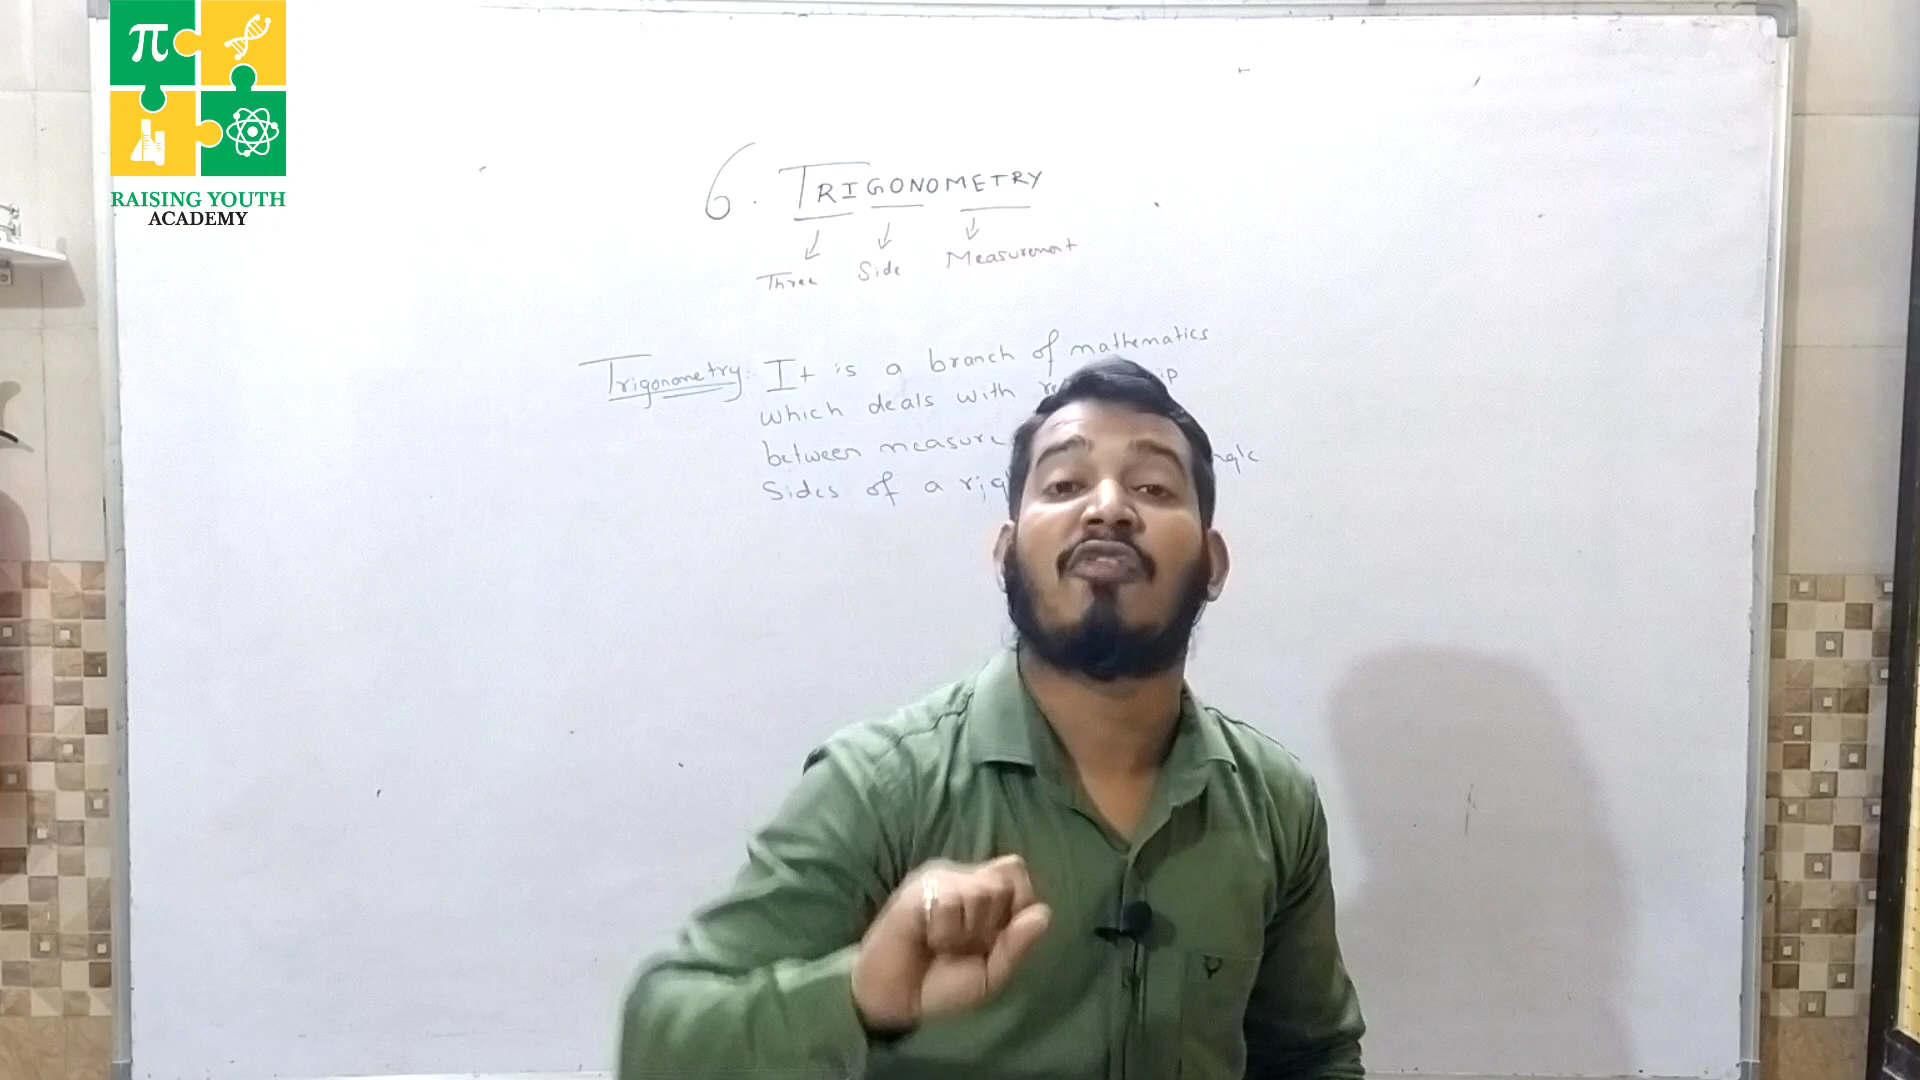 π
RAISING YOUTH
ACADEMY
6. TRIGONOMETRY
Three Side Measurement
Trigonometry: It is a branch of mathematics
which deals with
between measure
Sides of a